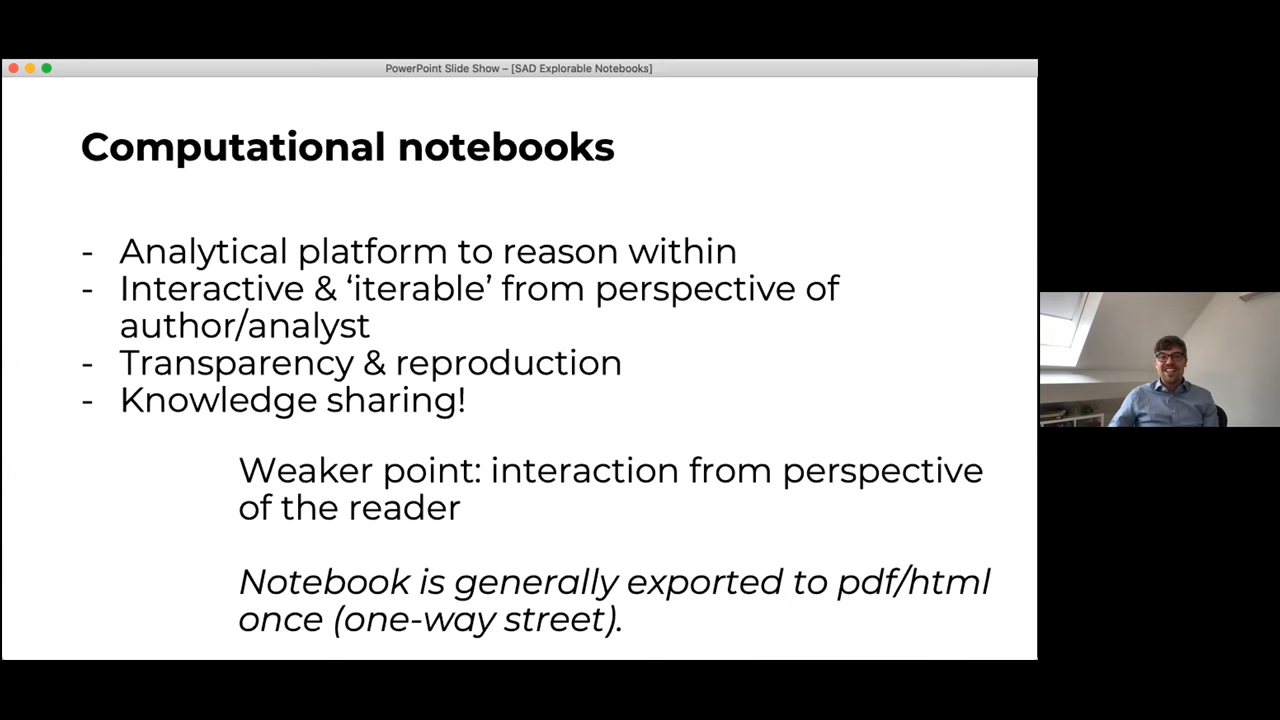 PowerPoint Slide Show – [SAD Explorable Notebooks]
Computational notebooks
- Analytical platform to reason within
- Interactive & ‘iterable’ from perspective of
author/analyst
- Transparency & reproduction
- Knowledge sharing!
Weaker point: interaction from perspective
of the reader
Notebook is generally exported to pdf/html
once (one-way street).